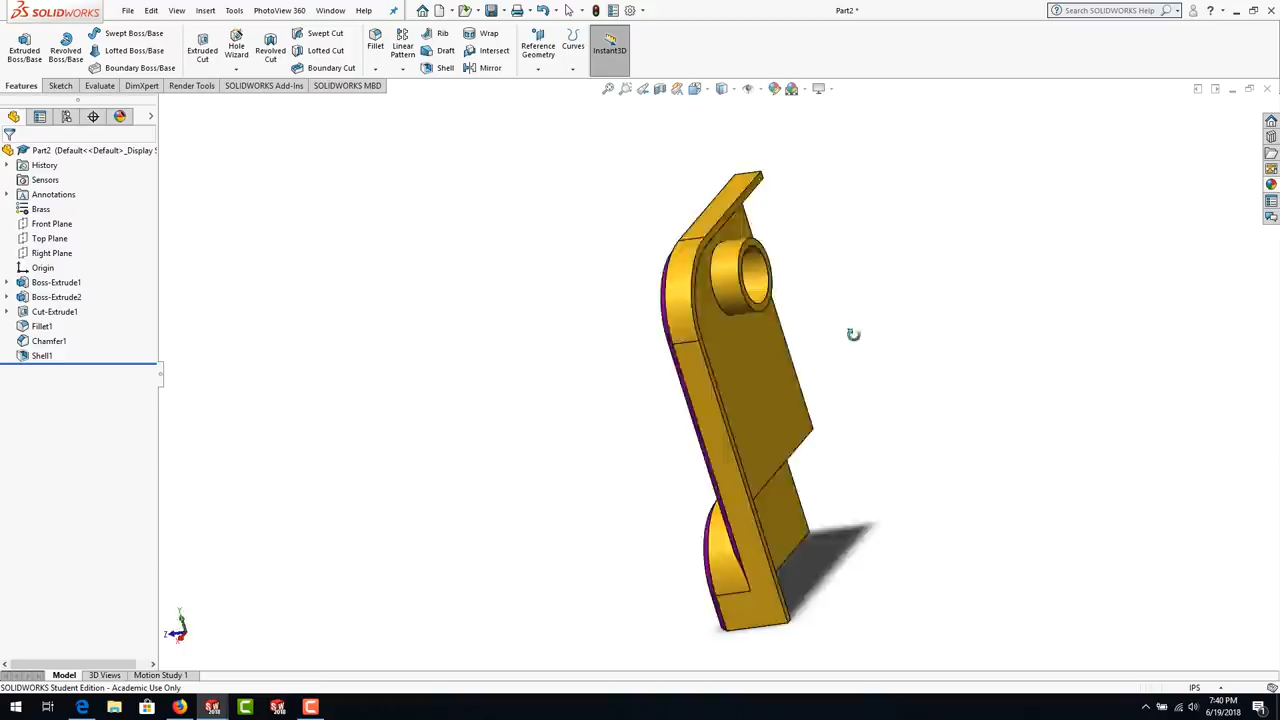 SOLIDWORKS File Edit View Insert Tools PhotoView 360 Window Help Part2 * Search SOLIDWORKS Help
Extruded Boss/Base
Revolved Boss/Base
Swept Boss/Base
Lofted Boss/Base
Boundary Boss/Base
Extruded Cut
Hole Wizard
Revolved Cut
Swept Cut
Lofted Cut
Boundary Cut
Fillet
Linear Pattern
Rib
Draft
Shell
Wrap
Intersect
Mirror
Reference Geometry
Curves
Instant3D
Features Sketch Evaluate DimXpert Render Tools SOLIDWORKS Add-Ins SOLIDWORKS MBD
Part2 (Default<<Default>_Display S
History
Sensors
Annotations
Brass
Front Plane
Top Plane
Right Plane
Origin
Boss-Extrude1
Boss-Extrude2
Cut-Extrude1
Fillet1
Chamfer1
Shell1
Y
Z
Model 3D Views Motion Study 1
SOLIDWORKS Student Edition - Academic Use Only IPS
7:40 PM
6/19/2018